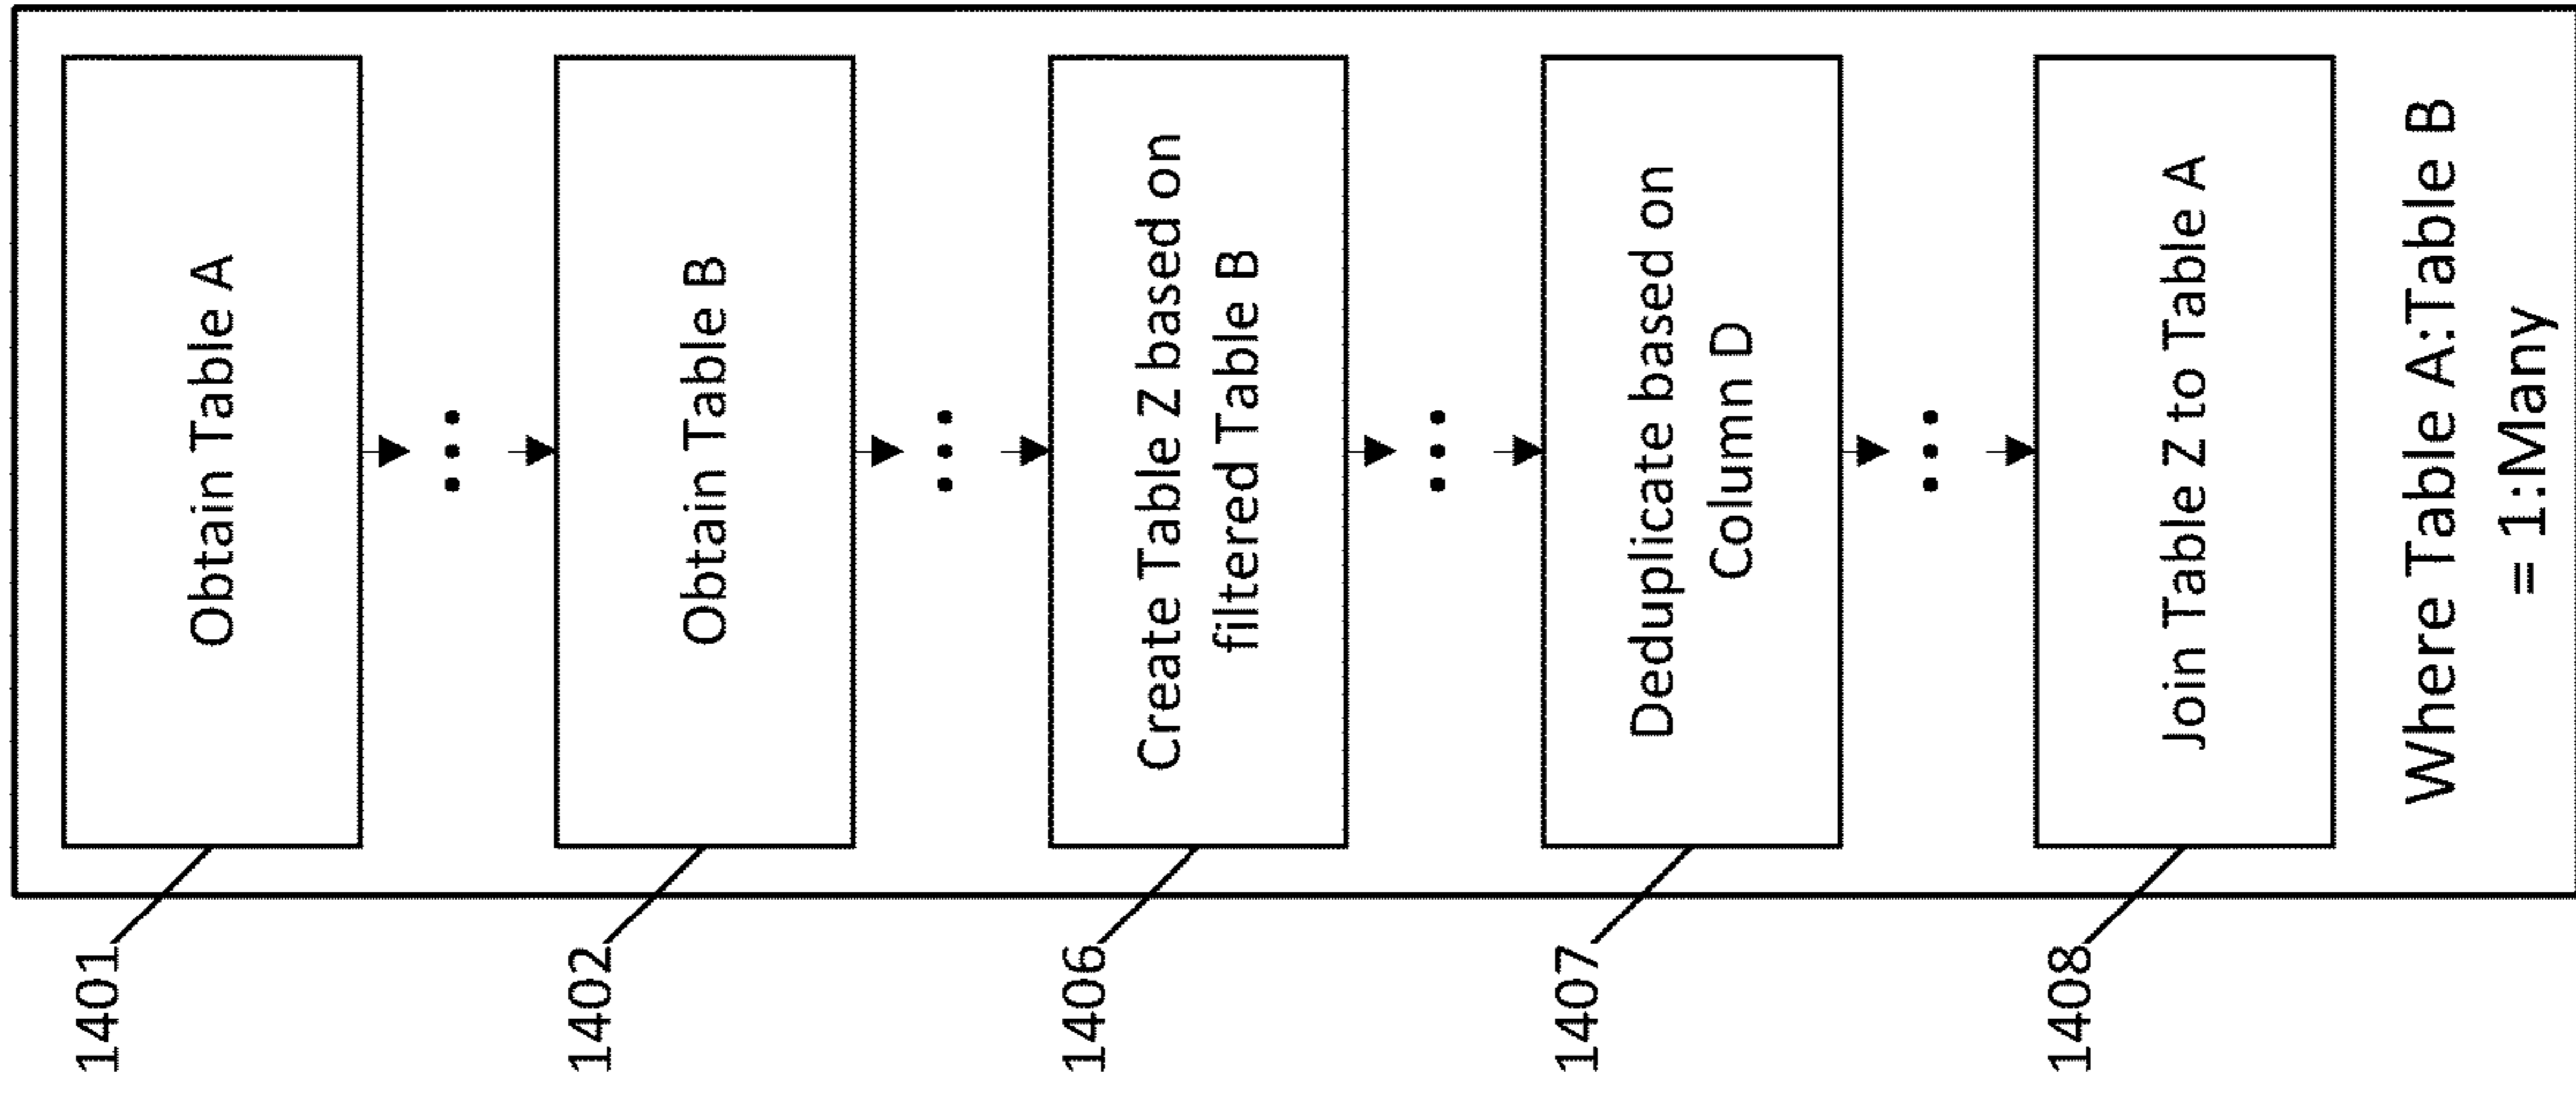 1401
Obtain Table A
1402
Obtain Table B
1406
Create Table Z based on
filtered Table B
1407
Deduplicate based on
Column D
1408
Join Table Z to Table A
Where Table A:Table B
= 1:Many